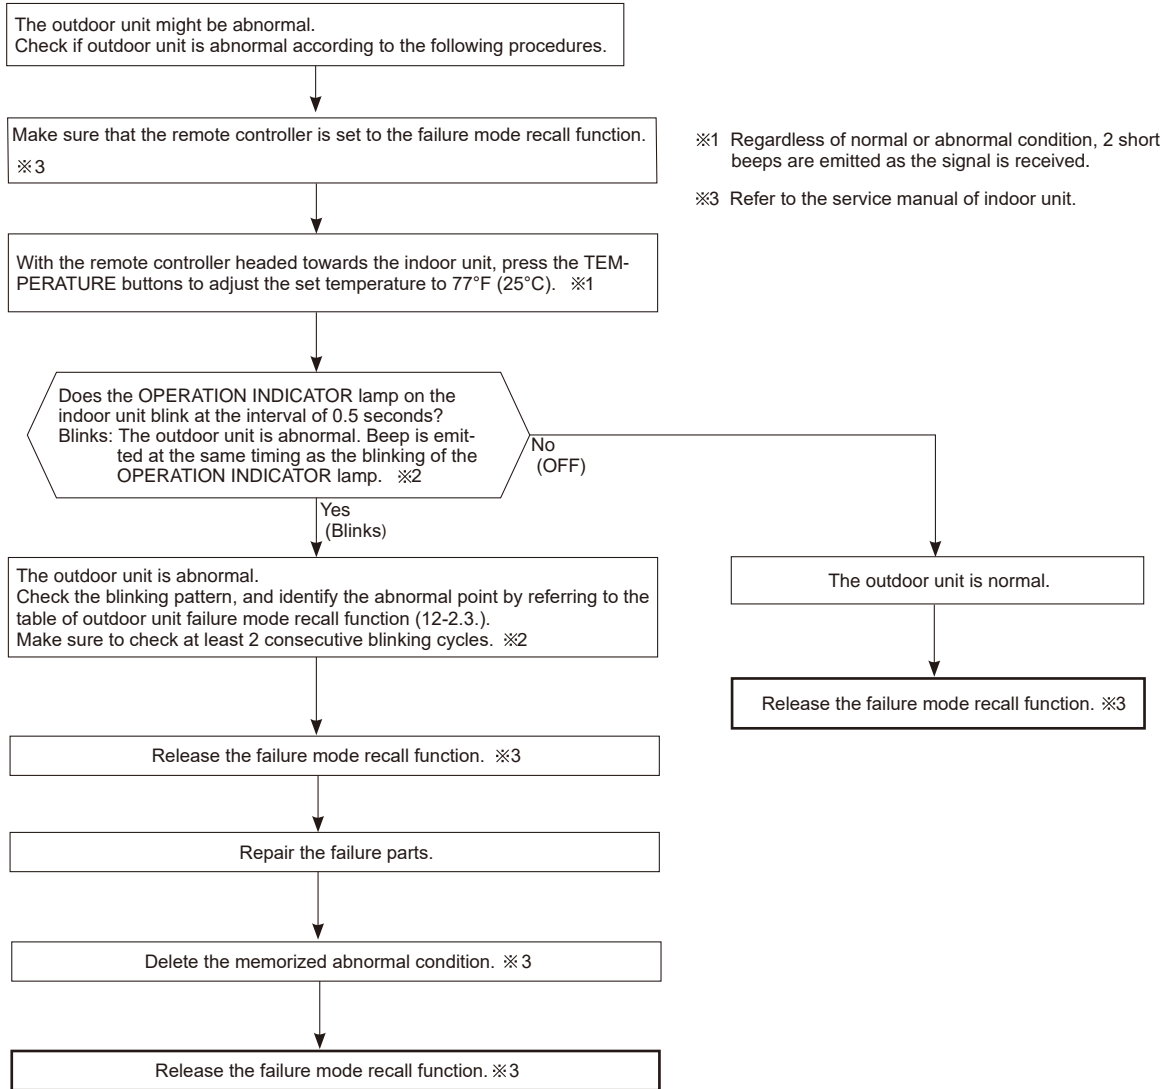 The outdoor unit might be abnormal.
Check if outdoor unit is abnormal according to the following procedures.
Make sure that the remote controller is set to the failure mode recall function.
※3
※1 Regardless of normal or abnormal condition, 2 short
beeps are emitted as the signal is received.
※3 Refer to the service manual of indoor unit.
With the remote controller headed towards the indoor unit, press the TEM-
PERATURE buttons to adjust the set temperature to 77°F (25°C). ※1
Does the OPERATION INDICATOR lamp on the
indoor unit blink at the interval of 0.5 seconds?
Blinks: The outdoor unit is abnormal. Beep is emit-
ted at the same timing as the blinking of the
OPERATION INDICATOR lamp. ※2
No
(OFF)
Yes
(Blinks)
The outdoor unit is abnormal.
Check the blinking pattern, and identify the abnormal point by referring to the
table of outdoor unit failure mode recall function (12-2.3.).
Make sure to check at least 2 consecutive blinking cycles. ※2
The outdoor unit is normal.
Release the failure mode recall function. ※3
Release the failure mode recall function. ※3
Repair the failure parts.
Delete the memorized abnormal condition. ※3
Release the failure mode recall function. ※3